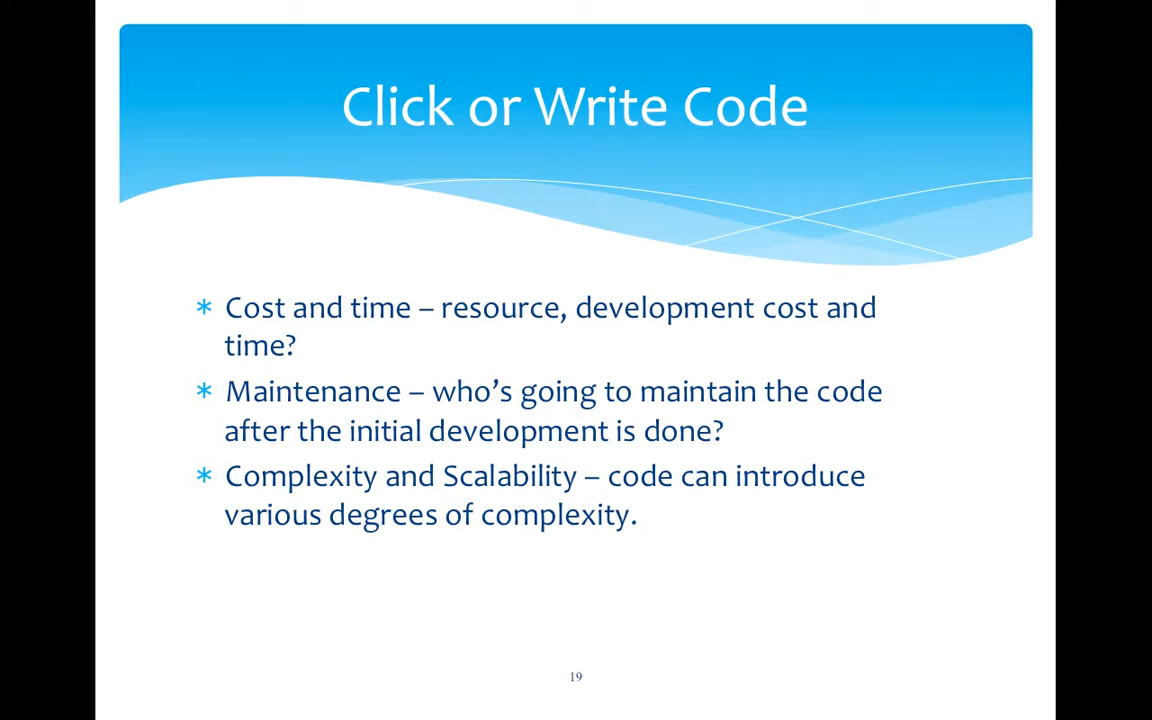 Click or Write Code
* Cost and time – resource, development cost and
time?
* Maintenance – who's going to maintain the code
after the initial development is done?
* Complexity and Scalability – code can introduce
various degrees of complexity.
19